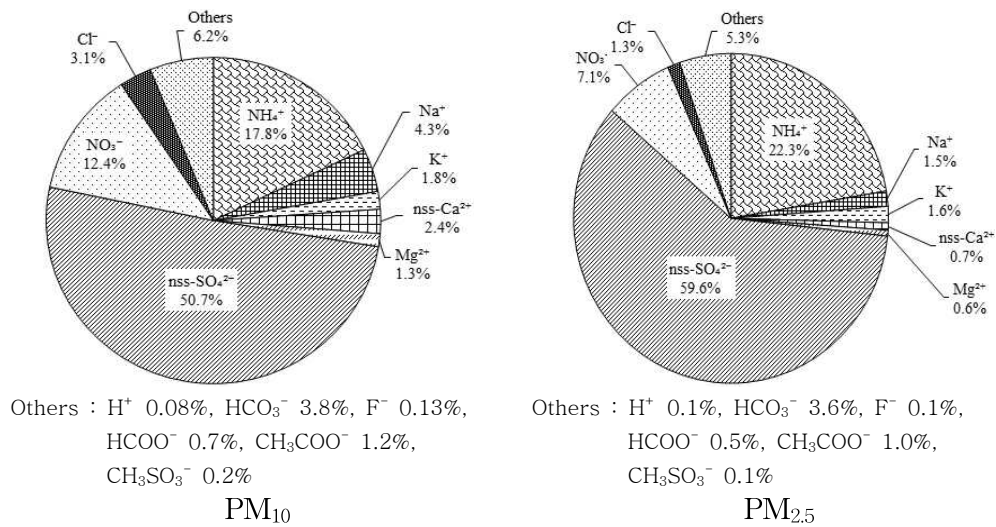 Others
6.2%
Cl⁻
3.1%
NH₄⁺
17.8%
Na⁺
4.3%
K⁺
1.8%
nss-Ca²⁺
2.4%
Mg²⁺
1.3%
nss-SO₄²⁻
50.7%
NO₃⁻
12.4%
Others : H⁺ 0.08%, HCO₃⁻ 3.8%, F⁻ 0.13%,
HCOO⁻ 0.7%, CH₃COO⁻ 1.2%,
CH₃SO₃⁻ 0.2%
PM₁₀
Others
5.3%
Cl⁻
1.3%
NO₃⁻
7.1%
NH₄⁺
22.3%
Na⁺
1.5%
K⁺
1.6%
nss-Ca²⁺
0.7%
Mg²⁺
0.6%
nss-SO₄²⁻
59.6%
Others : H⁺ 0.1%, HCO₃⁻ 3.6%, F⁻ 0.1%,
HCOO⁻ 0.5%, CH₃COO⁻ 1.0%,
CH₃SO₃⁻ 0.1%
PM₂.₅